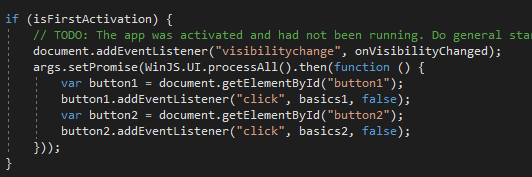 if (isFirstActivation) {
// TODO: The app was activated and had not been running. Do general
document.addEventListener("visibilitychange", onVisibilityChanged);
args.setPromise(WinJS.UI.processAll().then(function () {
var button1 = document.getElementById("button1");
button1.addEventListener("click", basics1, false);
var button2 = document.getElementById("button2");
button2.addEventListener("click", basics2, false);
}));
}